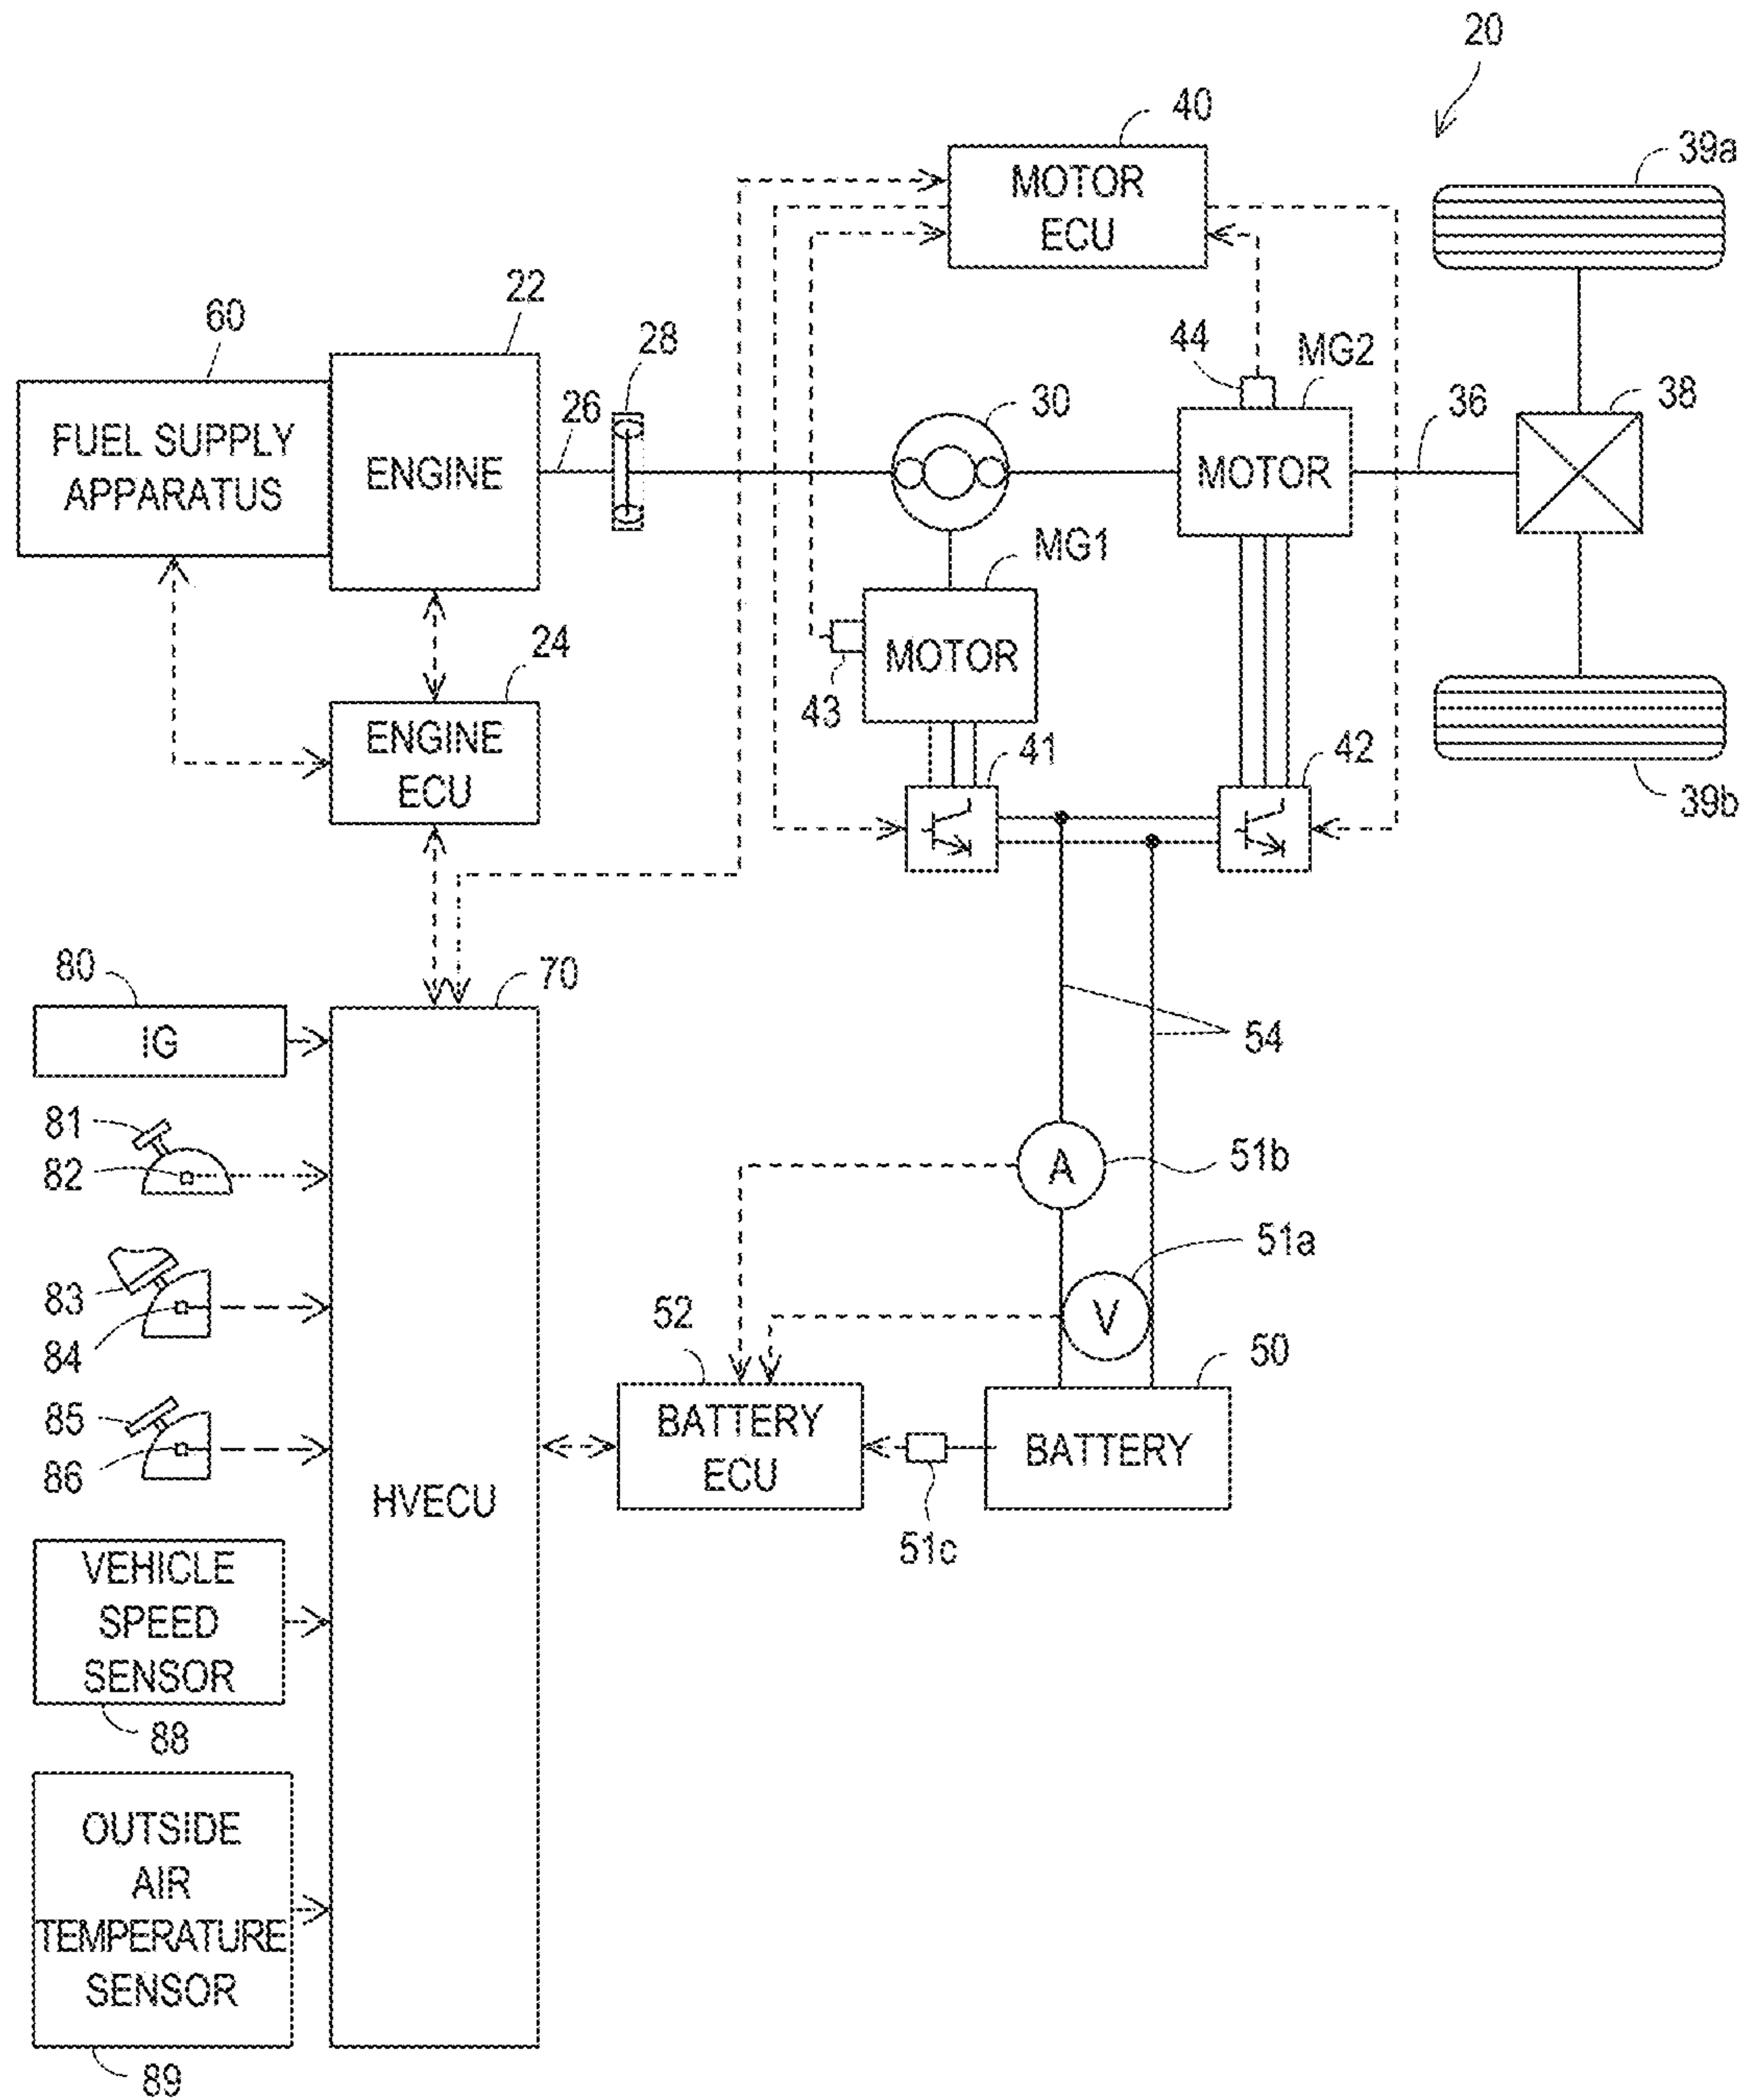 20
40
39a
MOTOR
ECU
22
60
28
44
MG2
26
30
36
38
FUEL SUPPLY
APPARATUS
ENGINE
MOTOR
MG1
24
MOTOR
43
41
42
ENGINE
ECU
39b
80
70
IG
54
81
82
A
51b
51a
83
84
V
52
50
85
86
BATTERY
ECU
BATTERY
HVECU
51c
VEHICLE
SPEED
SENSOR
88
OUTSIDE
AIR
TEMPERATURE
SENSOR
89